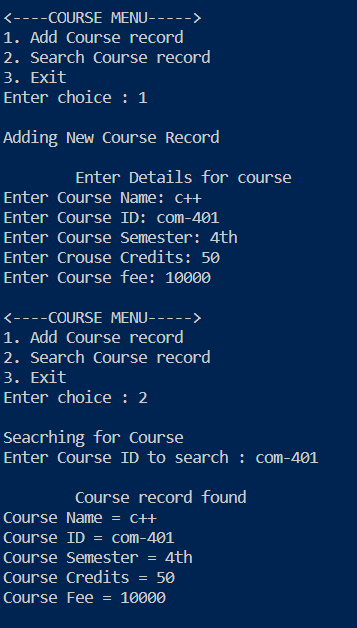 <----COURSE MENU----->
1. Add Course record
2. Search Course record
3. Exit
Enter choice : 1
Adding New Course Record
Enter Details for course
Enter Course Name: c++
Enter Course ID: com-401
Enter Course Semester: 4th
Enter Crouse Credits: 50
Enter Course fee: 10000
<----COURSE MENU----->
1. Add Course record
2. Search Course record
3. Exit
Enter choice : 2
Seacrhing for Course
Enter Course ID to search : com-401
Course record found
Course Name = c++
Course ID = com-401
Course Semester = 4th
Course Credits = 50
Course Fee = 10000